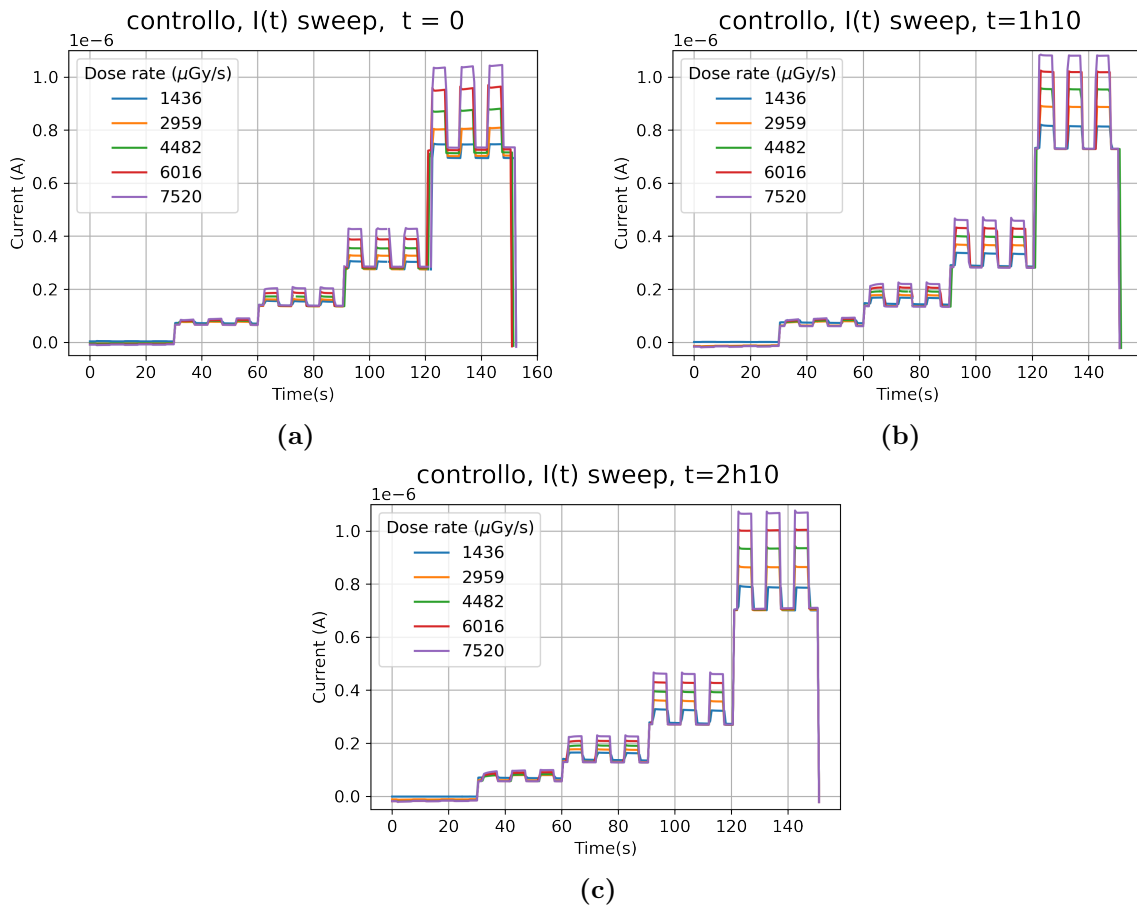 controllo, I(t) sweep,  t = 0
1e−6
Dose rate (μGy/s)
1436
2959
4482
6016
7520
Current (A)
1.0
0.8
0.6
0.4
0.2
0.0
0 20 40 60 80 100 120 140 160
Time(s)
(a)
controllo, I(t) sweep, t=1h10
1e−6
Dose rate (μGy/s)
1436
2959
4482
6016
7520
Current (A)
1.0
0.8
0.6
0.4
0.2
0.0
0 20 40 60 80 100 120 140
Time(s)
(b)
controllo, I(t) sweep, t=2h10
1e−6
Dose rate (μGy/s)
1436
2959
4482
6016
7520
Current (A)
1.0
0.8
0.6
0.4
0.2
0.0
0 20 40 60 80 100 120 140
Time(s)
(c)